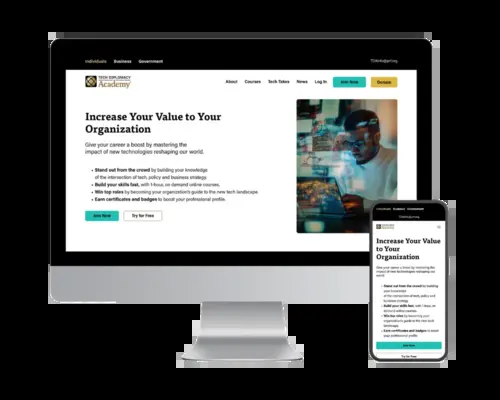 Individuals Business Government
TECH DIPLOMACY
Academy
About Courses Tech Takes News Log In Join Now Donate
Increase Your Value to Your
Organization
Give your career a boost by mastering the
impact of new technologies reshaping our world.
• Stand out from the crowd by building your knowledge
of the intersection of tech, policy and business strategy.
• Build your skills fast, with 1-hour, on demand online courses.
• Win top roles by becoming your organization's guide to the new tech landscape.
• Earn certificates and badges to boost your professional profile.
Join Now Try for Free
Individuals Business Government
Academy
Increase Your Value
to Your
Organization
Give your career a boost by mastering the
impact of new technologies reshaping our
world.
• Stand out from the crowd by building
your knowledge
of the intersection of tech, policy and
business strategy.
• Build your skills fast, with 1-hour, on
demand online courses.
• Win top roles by becoming your
organization's guide to the new tech
landscape.
• Earn certificates and badges to boost
your professional profile.
Join Now
Try for Free